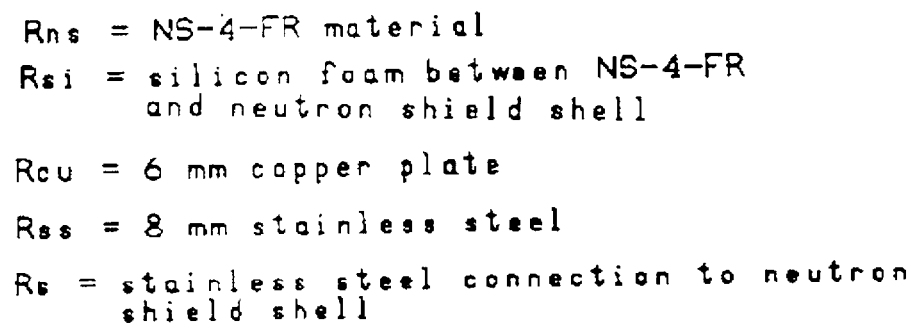 Rns = NS-4-FR material
Rsi = silicon foam between NS-4-FR
and neutron shield shell
Rcu = 6 mm copper plate
Rss = 8 mm stainless steel
Rs = stainless steel connection to neutron
shield shell